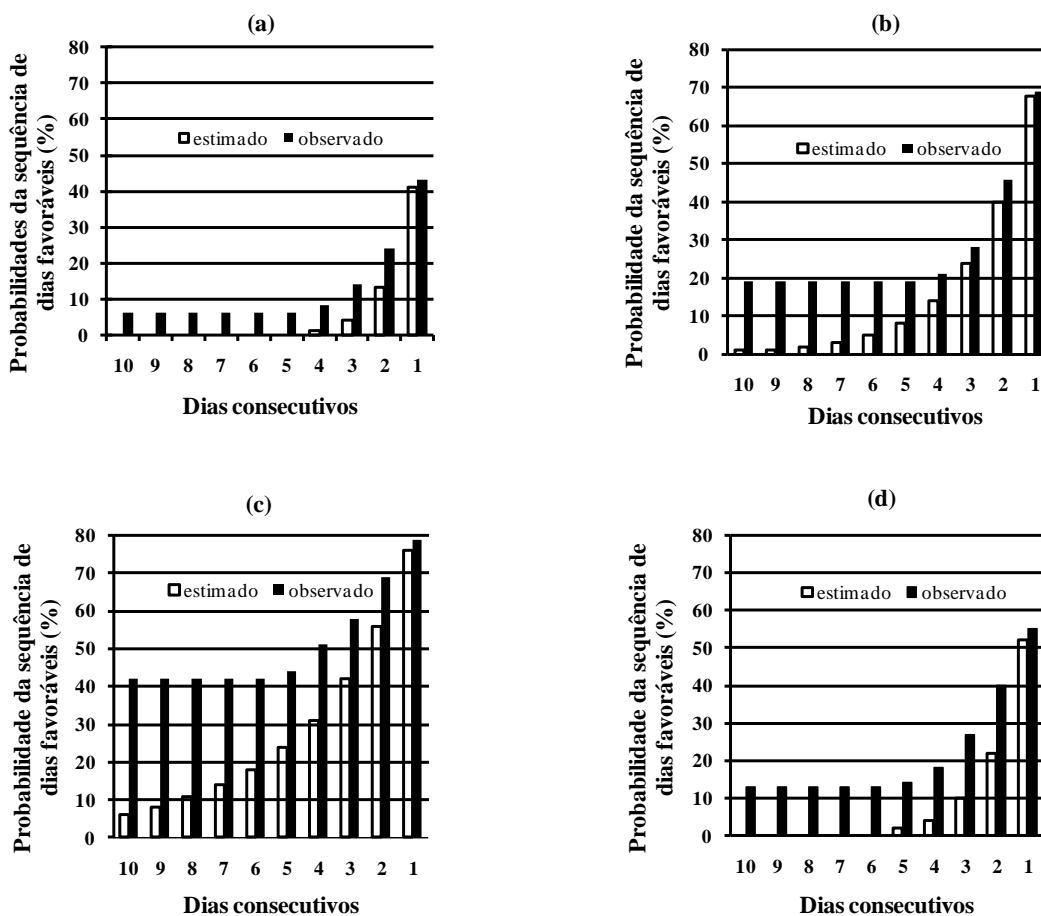 (a)
Probabilidades da sequência de
dias favoráveis (%)
80
70
60
50
40
30
20
10
0
estimado observado
10 9 8 7 6 5 4 3 2 1
Dias consecutivos
(b)
Probabilidade da sequência de
dias favoráveis (%)
80
70
60
50
40
30
20
10
0
estimado observado
10 9 8 7 6 5 4 3 2 1
Dias consecutivos
(c)
Probabilidade da sequência de
dias favoráveis (%)
80
70
60
50
40
30
20
10
0
estimado observado
10 9 8 7 6 5 4 3 2 1
Dias consecutivos
(d)
Probabilidade da sequência de
dias favoráveis (%)
80
70
60
50
40
30
20
10
0
estimado observado
10 9 8 7 6 5 4 3 2 1
Dias consecutivos